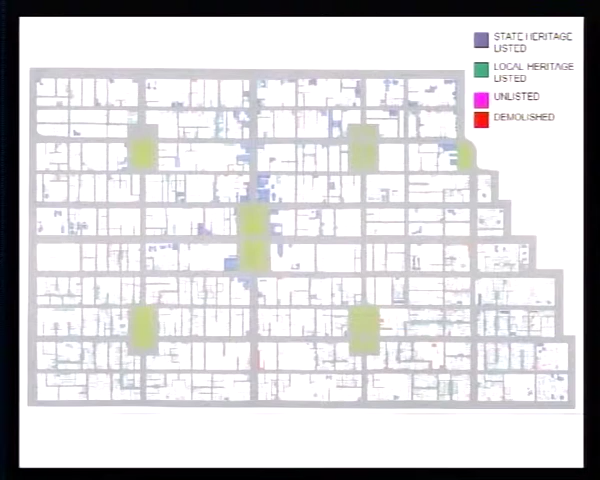 STATE HERITAGE
LISTED
LOCAL HERITAGE
LISTED
UNLISTED
DEMOLISHED